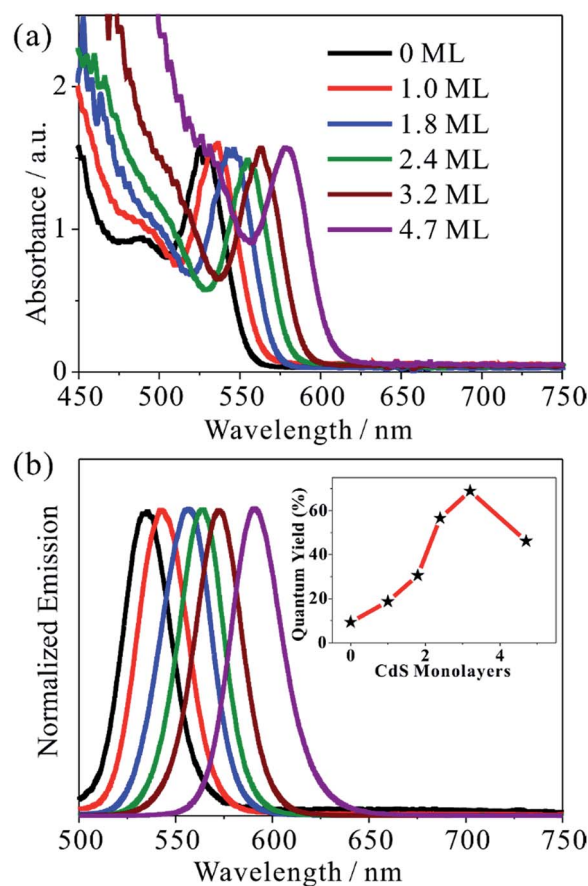 (a)
2
1
0
Absorbance / a.u.
0 ML
1.0 ML
1.8 ML
2.4 ML
3.2 ML
4.7 ML
450 500 550 600 650 700 750
Wavelength / nm
(b)
Normalized Emission
Quantum Yield (%)
60
40
20
0
0 2 4
CdS Monolayers
500 550 600 650 700 750
Wavelength / nm